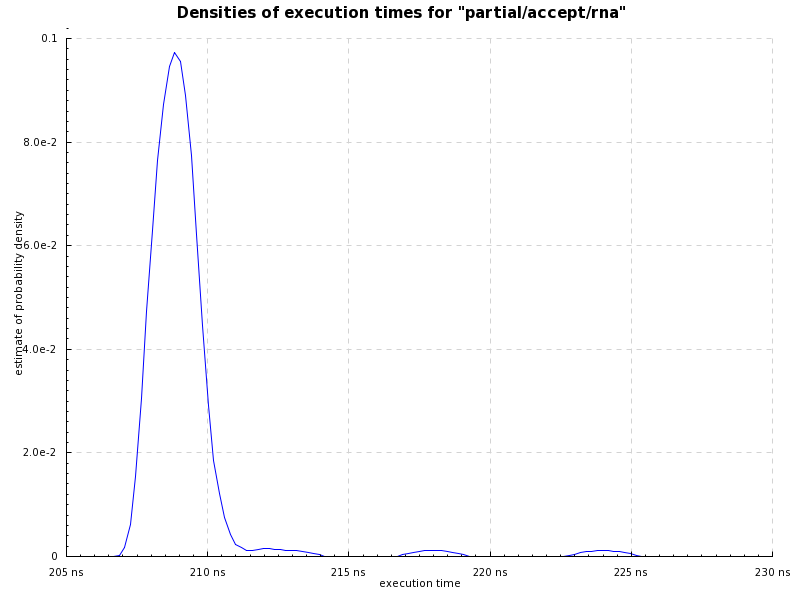 Densities of execution times for "partial/accept/rna"
0.1
8.0e-2
6.0e-2
4.0e-2
2.0e-2
0
estimate of probability density
205 ns 210 ns 215 ns 220 ns 225 ns 230 ns
execution time